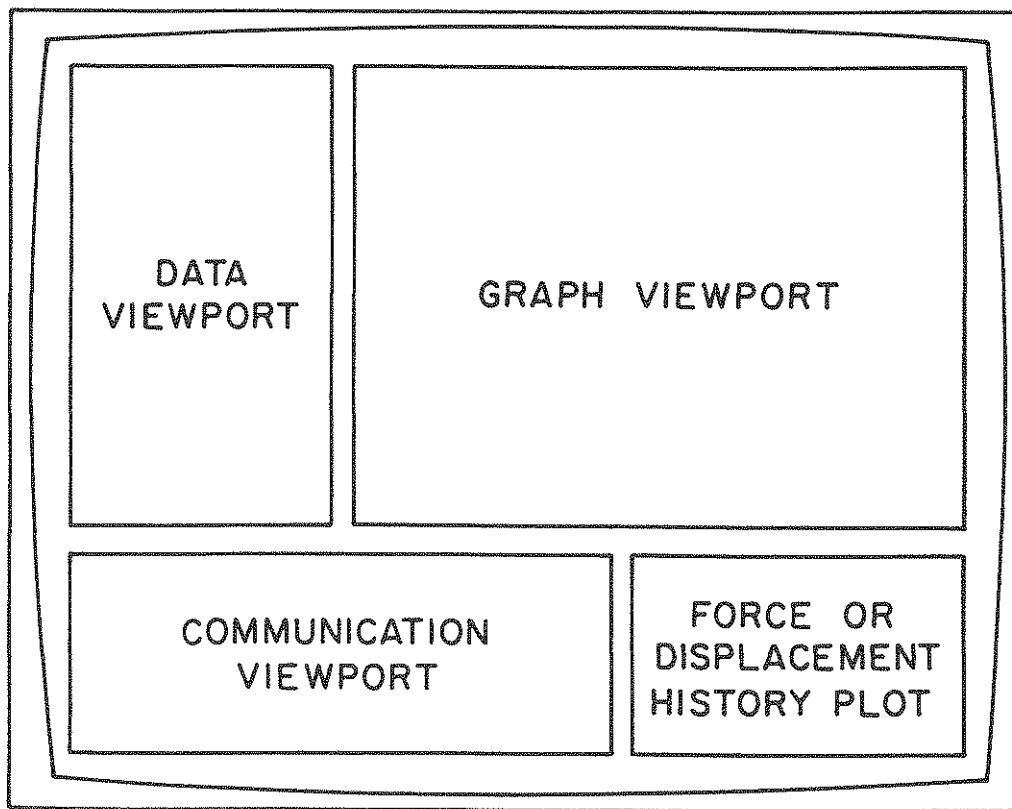 DATA
VIEWPORT
GRAPH VIEWPORT
COMMUNICATION
VIEWPORT
FORCE OR
DISPLACEMENT
HISTORY PLOT